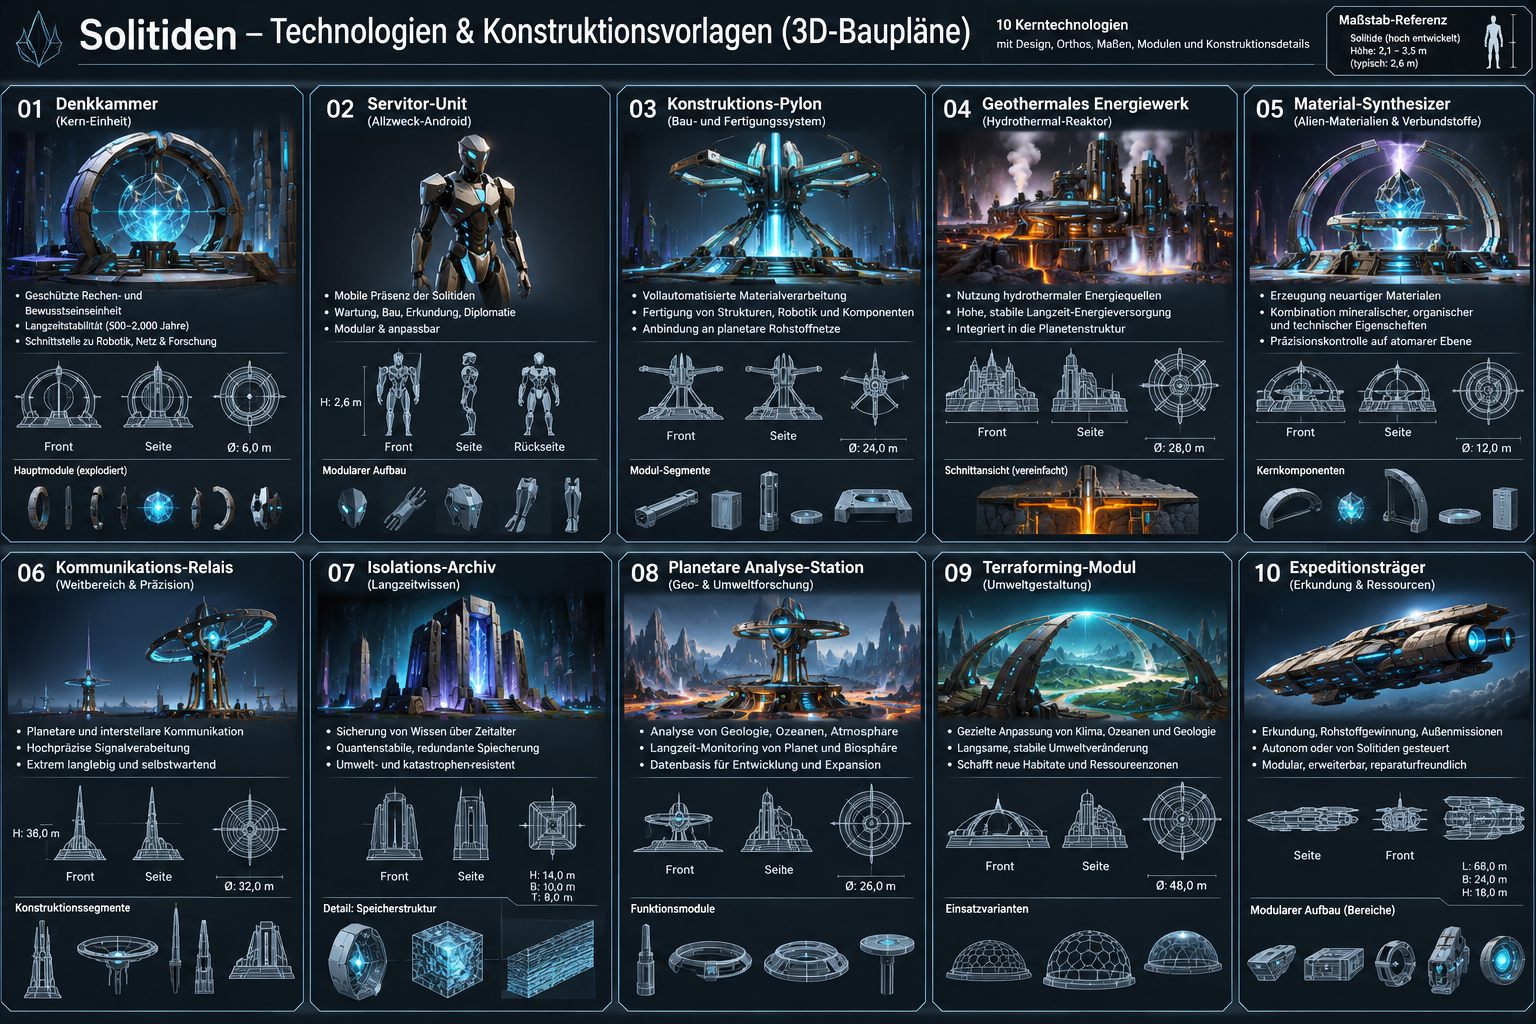 Solitiden – Technologien & Konstruktionsvorlagen (3D-Baupläne)
10 Kerntechnologien
mit Design, Orthos, Maßen, Modulen und Konstruktionsdetails
Maßstab-Referenz
Solitide (hoch entwickelt)
Höhe: 2,1 – 3,5 m
(typisch: 2,6 m)
01 Denkkammer
(Kern-Einheit)
• Geschützte Rechen- und
Bewusstseinseinheit
• Langzeitstabilität (500–2,000 Jahre)
• Schnittstelle zu Robotik, Netz & Forschung
Front
Seite
Ø: 6,0 m
Hauptmodule (explodiert)
02 Servitor-Unit
(Allzweck-Android)
• Mobile Präsenz der Solitiden
• Wartung, Bau, Erkundung, Diplomatie
• Modular & anpassbar
H: 2,6 m
Front
Seite
Rückseite
Modularer Aufbau
03 Konstruktions-Pylon
(Bau- und Fertigungssystem)
• Vollautomatisierte Materialverarbeitung
• Fertigung von Strukturen, Robotik und Komponenten
• Anbindung an planetare Rohstoffnetze
Front
Seite
Ø: 24,0 m
Modul-Segmente
04 Geothermales Energiewerk
(Hydrothermal-Reaktor)
• Nutzung hydrothermaler Energiequellen
• Hohe, stabile Langzeit-Energieversorgung
• Integriert in die Planetenstruktur
Front
Seite
Ø: 28,0 m
Schnittansicht (vereinfacht)
05 Material-Synthesizer
(Alien-Materialien & Verbundstoffe)
• Erzeugung neuartiger Materialen
• Kombination mineralischer, organischer
und technischer Eigenschaften
• Präzisionskontrolle auf atomarer Ebene
Front
Seite
Ø: 12,0 m
Kernkomponenten
06 Kommunikations-Relais
(Weitbereich & Präzision)
• Planetare und interstellare Kommunikation
• Hochpräzise Signalverabeitung
• Extrem langlebig und selbstwartend
H: 36,0 m
Front
Seite
Ø: 32,0 m
Konstruktionssegmente
07 Isolations-Archiv
(Langzeitwissen)
• Sicherung von Wissen über Zeitalter
• Quantenstabile, redundante Spiecherung
• Umwelt- und katastrophen-resistent
Front
Seite
H: 14,0 m
B: 10,0 m
T: 8,0 m
Detail: Speicherstruktur
08 Planetare Analyse-Station
(Geo- & Umweltforschung)
• Analyse von Geologie, Ozeanen, Atmosphäre
• Langzeit-Monitoring von Planet und Biosphäre
• Datenbasis für Entwicklung und Expansion
Front
Seite
Ø: 26,0 m
Funktionsmodule
09 Terraforming-Modul
(Umweltgestaltung)
• Gezielte Anpassung von Klima, Ozeanen und Geologie
• Langsame, stabile Umweltveränderung
• Schafft neue Habitate und Ressoureenzonen
Front
Seite
Ø: 48,0 m
Einsatzvarianten
10 Expeditionsträger
(Erkundung & Ressourcen)
• Erkundung, Rohstoffgewinnung, Außenmissionen
• Autonom oder von Solitiden gesteuert
• Modular, erweiterbar, reparaturfreundlich
Seite
Front
L: 68,0 m
B: 24,0 m
H: 18,0 m
Modularer Aufbau (Bereiche)